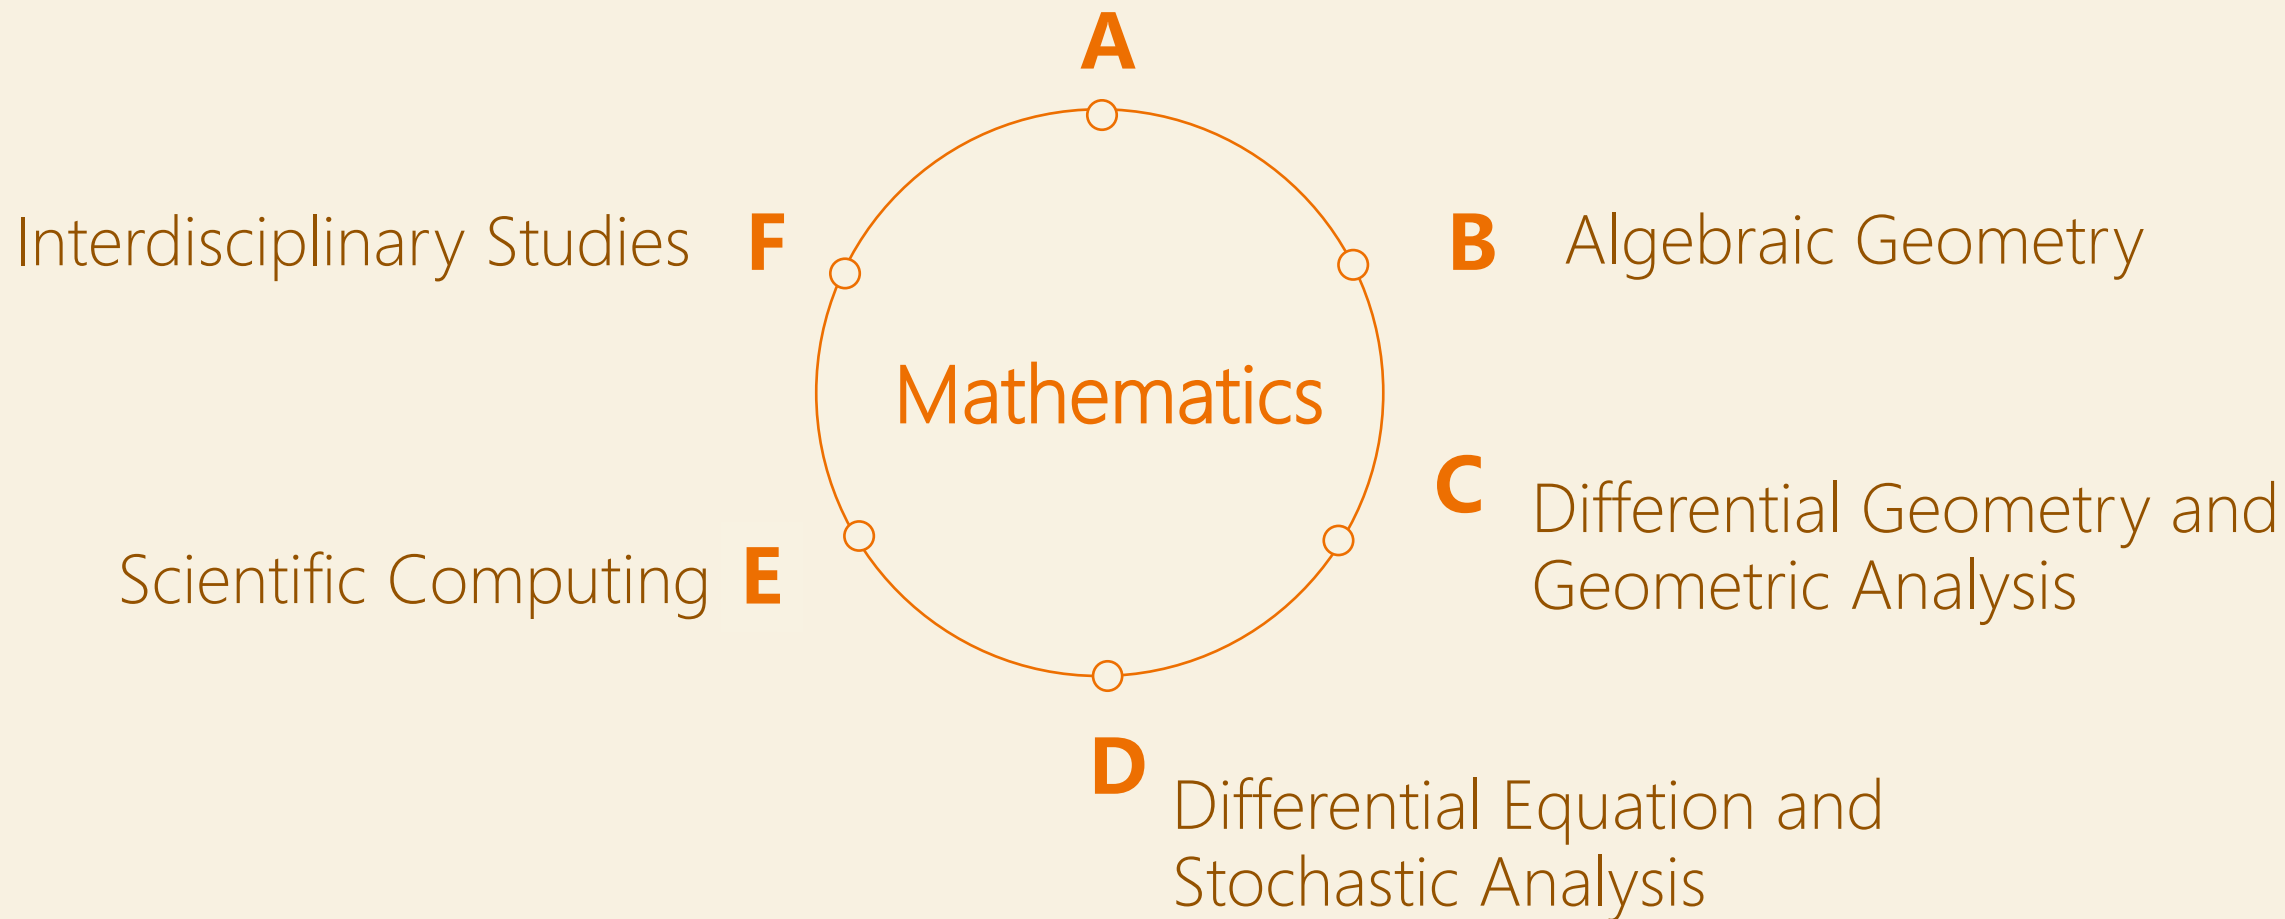 A
Interdisciplinary Studies F
B Algebraic Geometry
Mathematics
C Differential Geometry and
Geometric Analysis
Scientific Computing E
D Differential Equation and
Stochastic Analysis